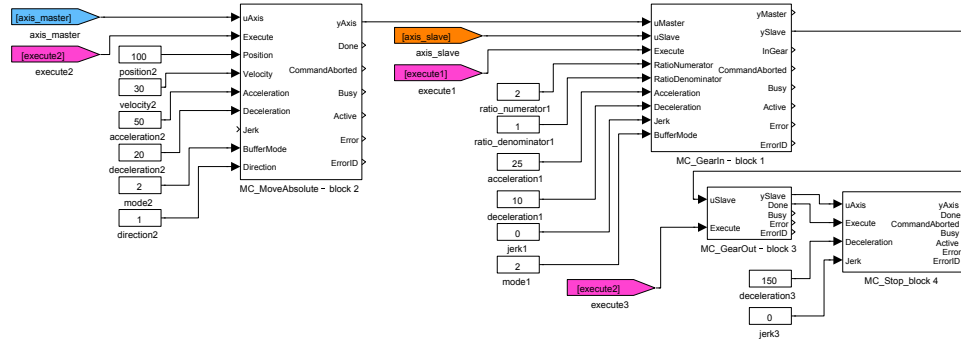 [axis_master]
axis_master
[execute2]
execute2
100
position2
30
velocity2
50
acceleration2
20
deceleration2
2
mode2
1
direction2
uAxis
Execute
Position
Velocity
Acceleration
Deceleration
Jerk
BufferMode
Direction
yAxis
Done
CommandAborted
Busy
Active
Error
ErrorID
MC_MoveAbsolute - block 2
[axis_slave]
axis_slave
[execute1]
execute1
2
ratio_numerator1
1
ratio_denominator1
25
acceleration1
10
deceleration1
0
jerk1
2
mode1
uMaster
uSlave
Execute
RatioNumerator
RatioDenominator
Acceleration
Deceleration
Jerk
BufferMode
yMaster
ySlave
InGear
CommandAborted
Busy
Active
Error
ErrorID
MC_GearIn - block 1
[execute2]
execute3
uSlave
Execute
ySlave
Done
Busy
Error
ErrorID
MC_GearOut - block 3
150
deceleration3
0
jerk3
uAxis
Execute
Deceleration
Jerk
yAxis
Done
CommandAborted
Busy
Active
Error
ErrorID
MC_Stop_block 4